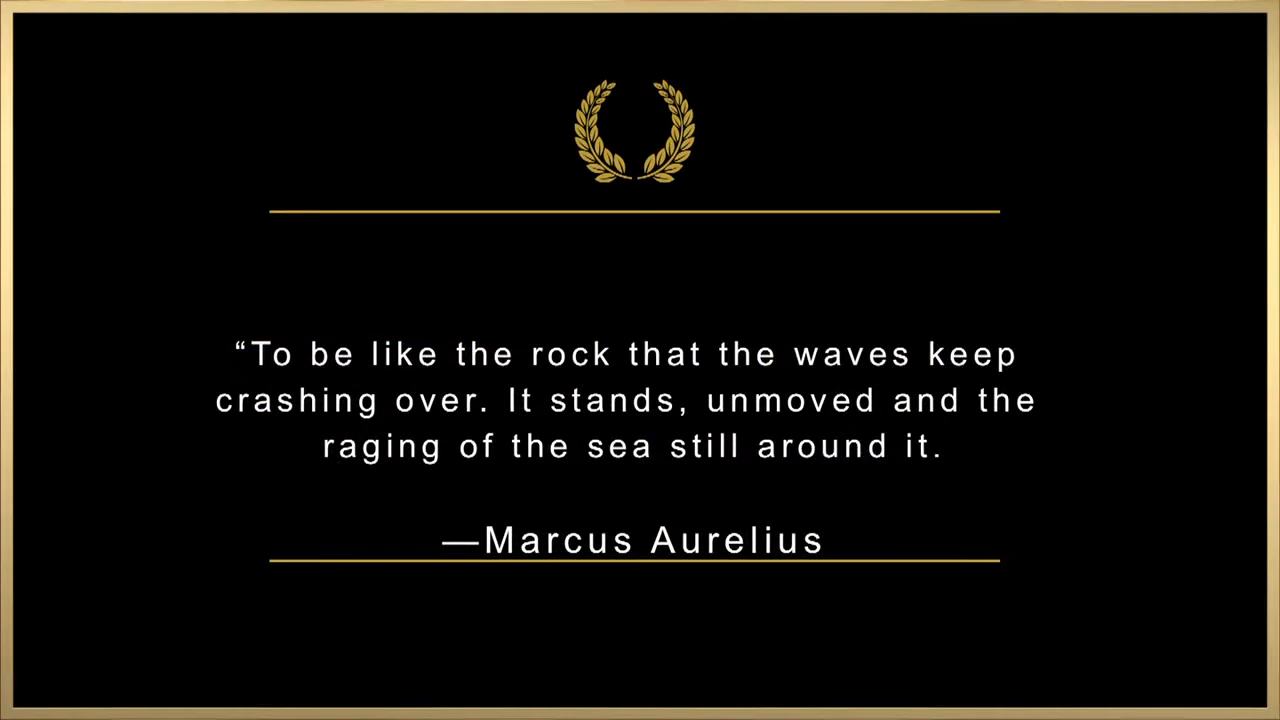 “To be like the rock that the waves keep
crashing over. It stands, unmoved and the
raging of the sea still around it.
—Marcus Aurelius